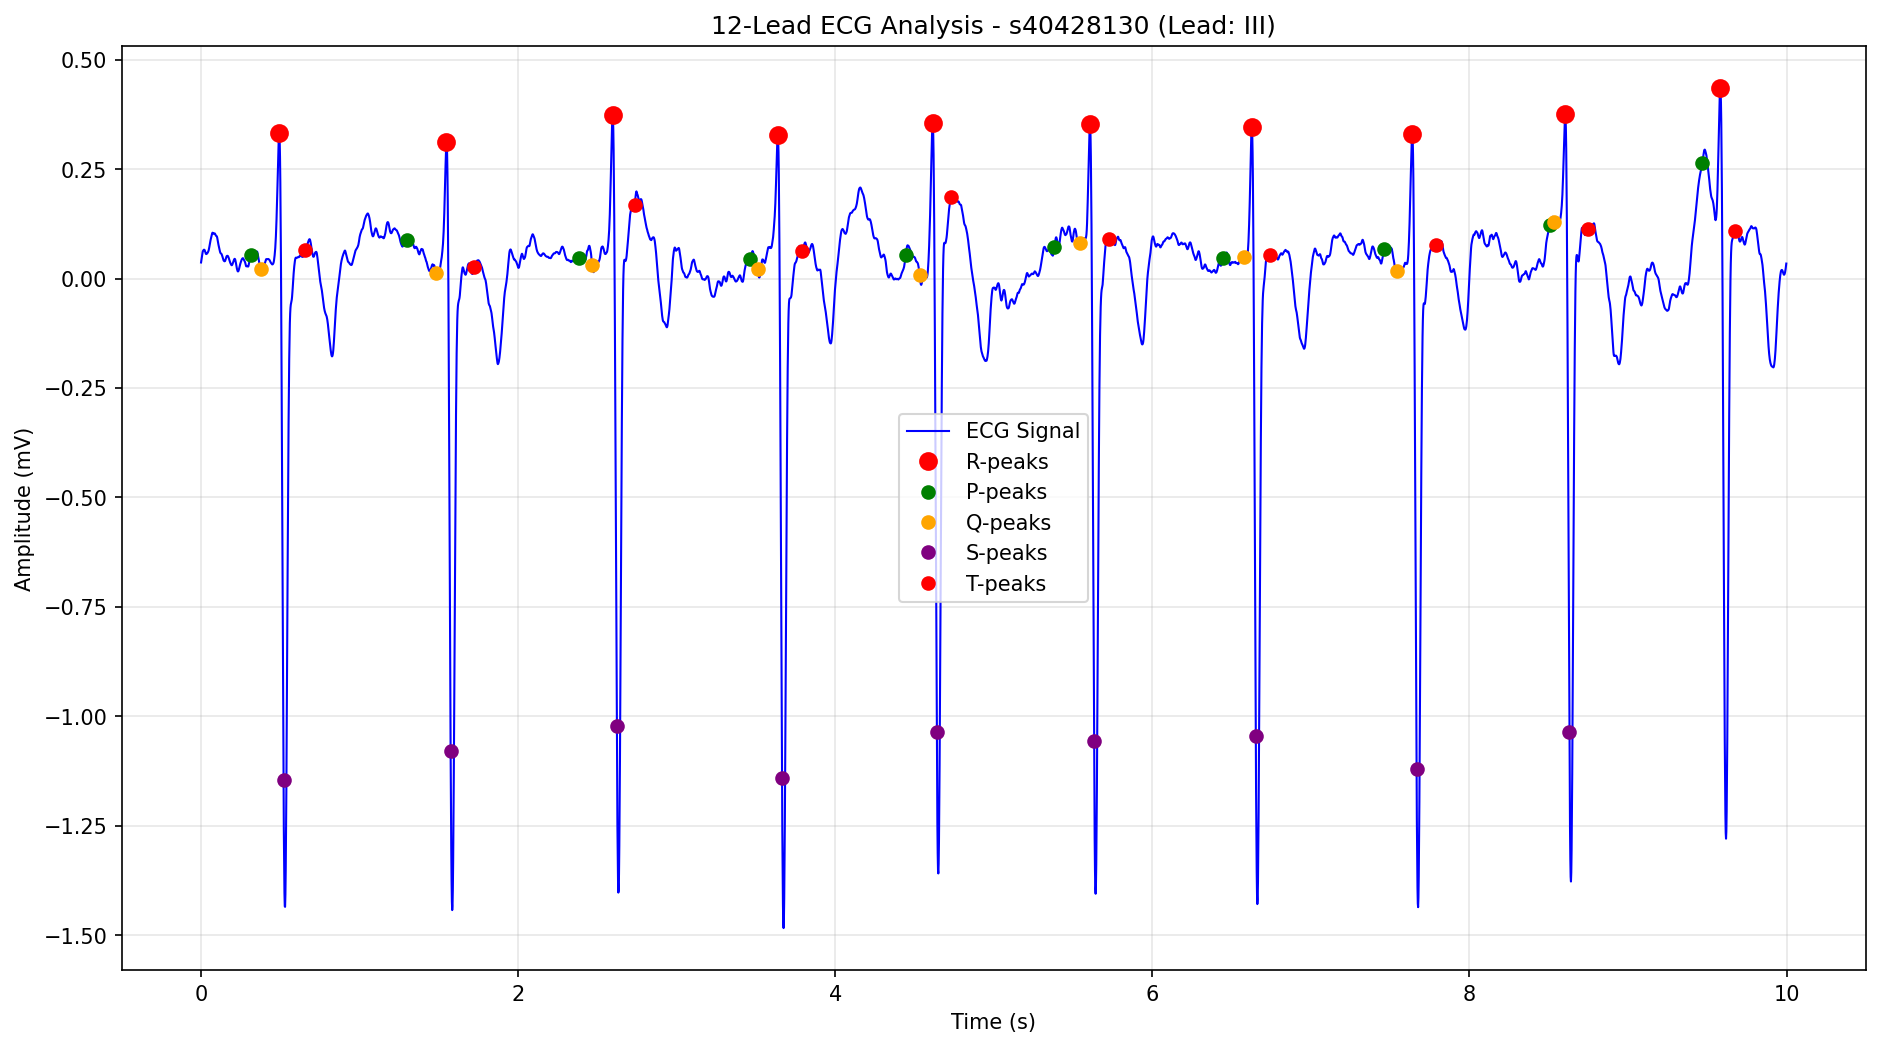 12-Lead ECG Analysis - s40428130 (Lead: III)
Amplitude (mV)
0.50
0.25
0.00
−0.25
−0.50
−0.75
−1.00
−1.25
−1.50
ECG Signal
R-peaks
P-peaks
Q-peaks
S-peaks
T-peaks
0 2 4 6 8 10
Time (s)